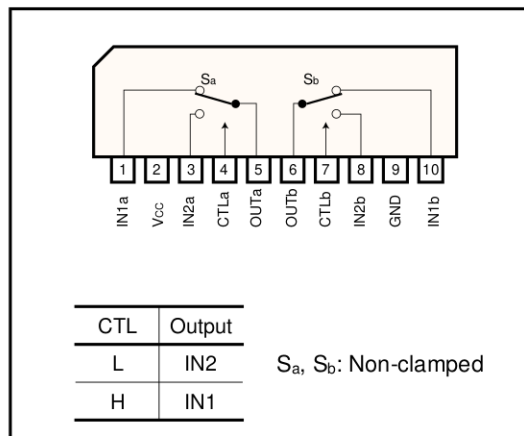 Sa Sb
1 2 3 4 5 6 7 8 9 10
IN1a VCC IN2a CTLa OUTa OUTb CTLb IN2b GND IN1b
CTL Output
L IN2
H IN1
Sa, Sb: Non-clamped